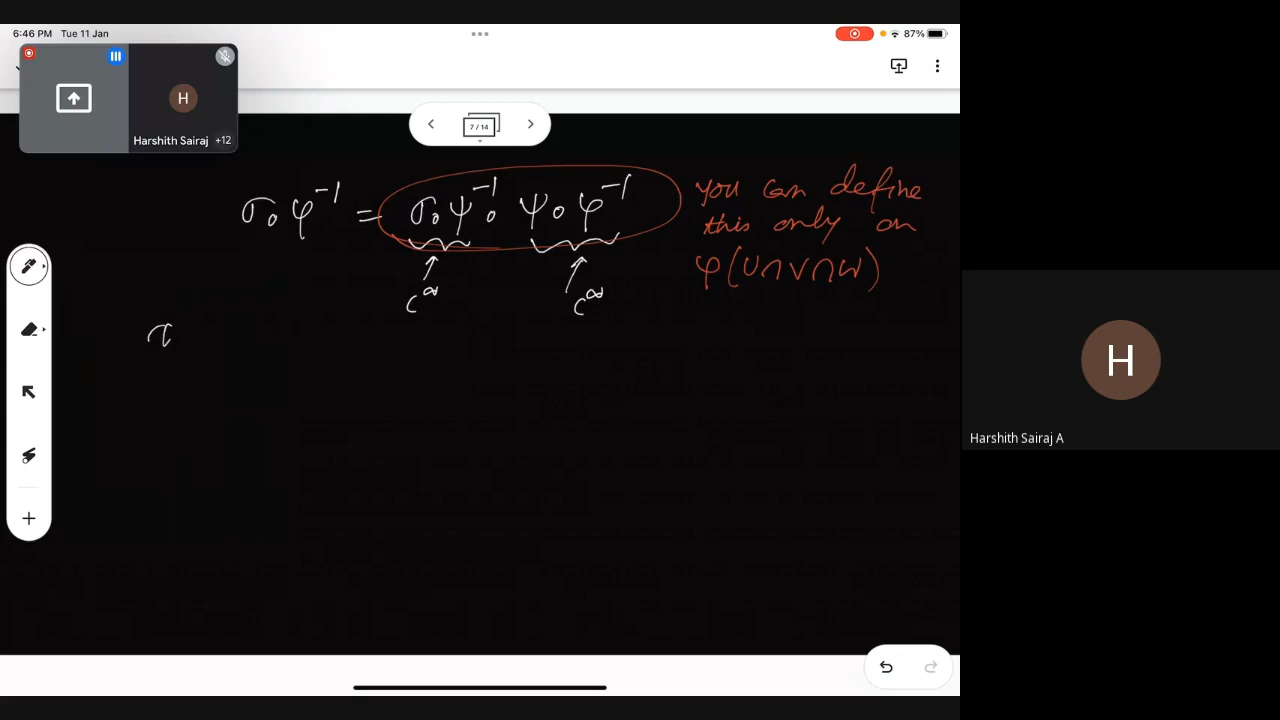 6:46 PM Tue 11 Jan
87%
H
Harshith Sairaj +12
7 / 14
σ∘φ⁻¹ = σ∘ψ⁻¹∘ ψ∘φ⁻¹
you can define
this only on
φ(U∩V∩W)
C^∞ C^∞
H
Harshith Sairaj A